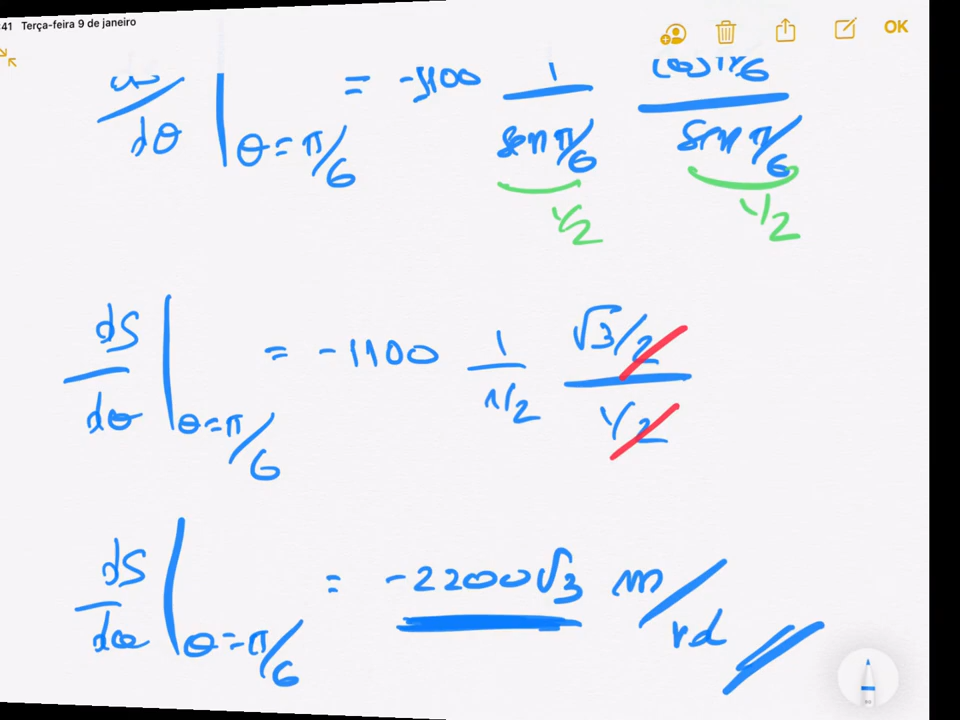 :41 Terça-feira 9 de janeiro
OK
/dθ |θ=π/6 = -1100 1/(sen π/6) cos π/6/(sen π/6)
1/2 1/2
dS/dθ |θ=π/6 = -1100 1/(1/2) (√3/2)/(1/2)
dS/dθ |θ=π/6 = -2200√3 m/rd